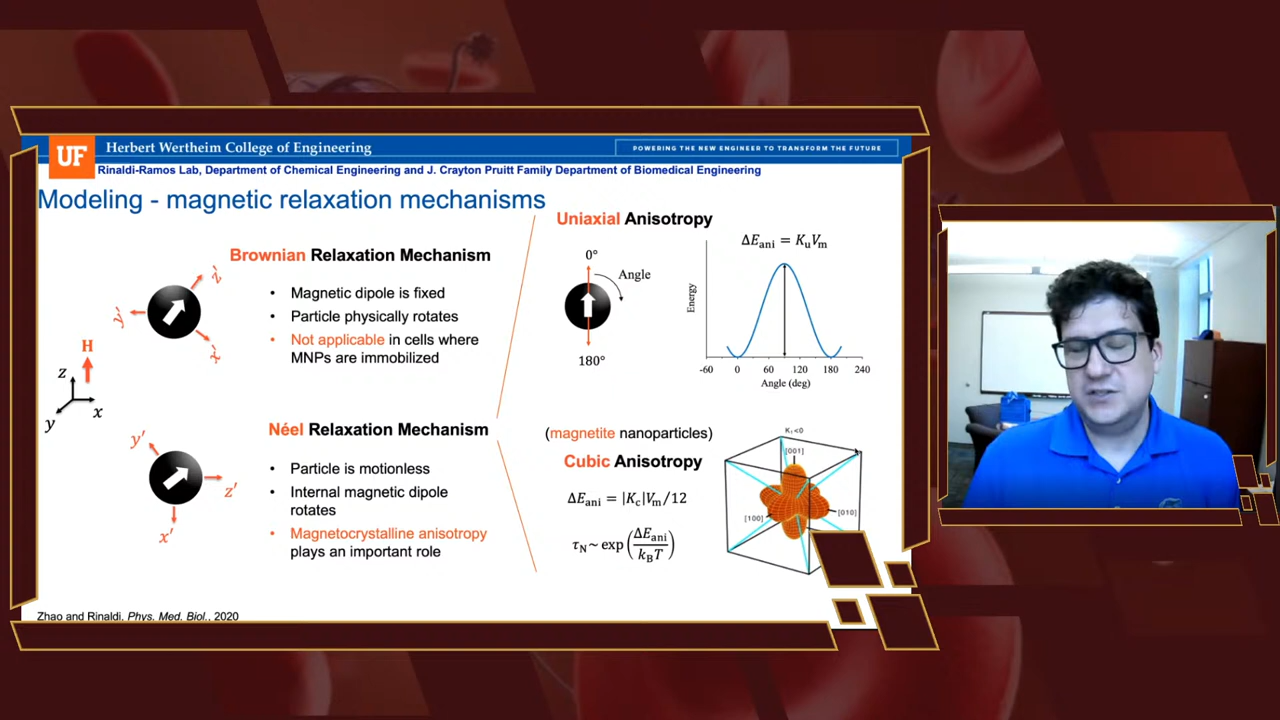 UF
Herbert Wertheim College of Engineering
POWERING THE NEW ENGINEER TO TRANSFORM THE FUTURE
Rinaldi-Ramos Lab, Department of Chemical Engineering and J. Crayton Pruitt Family Department of Biomedical Engineering
Modeling - magnetic relaxation mechanisms
Brownian Relaxation Mechanism
• Magnetic dipole is fixed
• Particle physically rotates
• Not applicable in cells where
MNPs are immobilized
z'
y'
x'
H
z
x
y
Néel Relaxation Mechanism
• Particle is motionless
• Internal magnetic dipole
rotates
• Magnetocrystalline anisotropy
plays an important role
y'
z'
x'
Uniaxial Anisotropy
0°
Angle
180°
ΔE_ani = K_uV_m
Energy
-60 0 60 120 180 240
Angle (deg)
(magnetite nanoparticles)
Cubic Anisotropy
ΔE_ani = |K_c|V_m/12
τ_N~ exp(ΔE_ani/k_BT)
K₁<0
[001]
[100]
[010]
Zhao and Rinaldi, Phys. Med. Biol., 2020